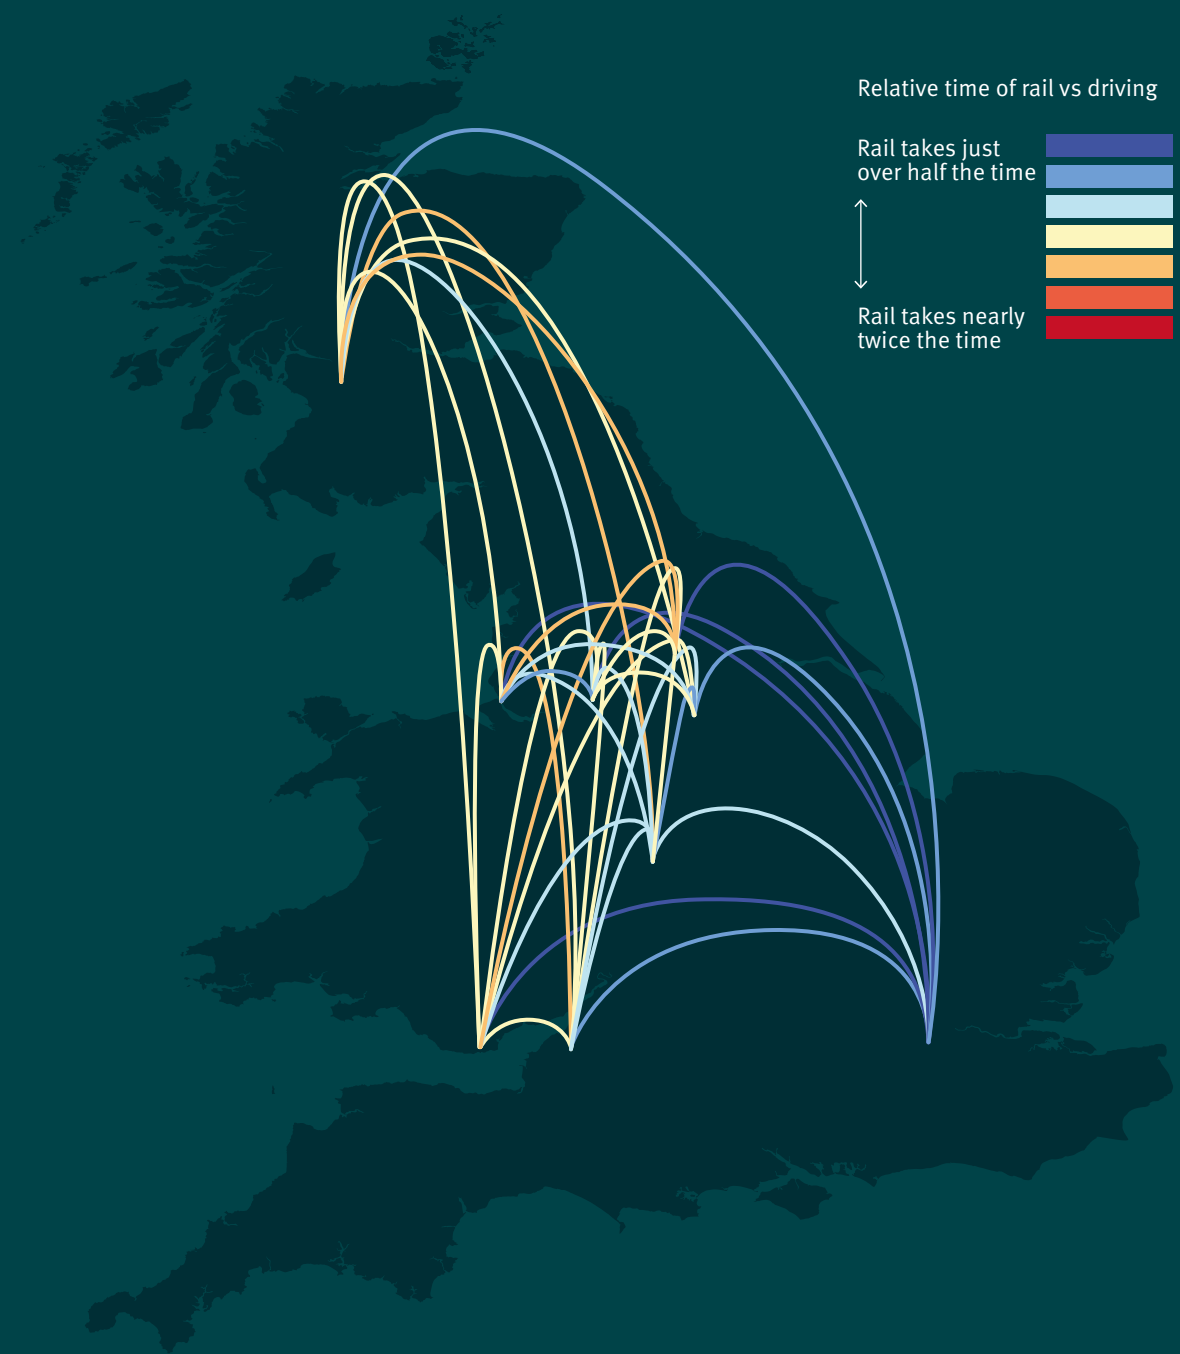 Relative time of rail vs driving
Rail takes just
over half the time
Rail takes nearly
twice the time